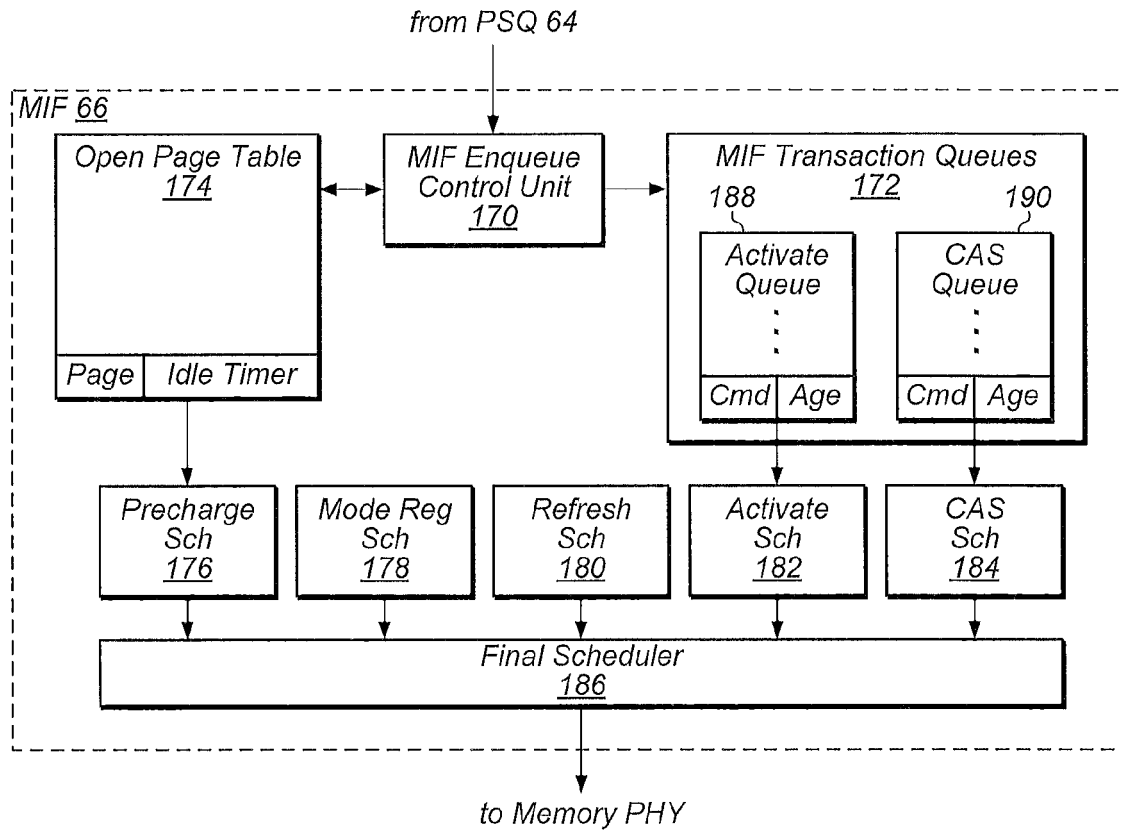 from PSQ 64
MIF 66
Open Page Table
174
MIF Enqueue
Control Unit
170
MIF Transaction Queues
172
188
190
Activate
Queue
CAS
Queue
Page
Idle Timer
Cmd
Age
Cmd
Age
Precharge
Sch
176
Mode Reg
Sch
178
Refresh
Sch
180
Activate
Sch
182
CAS
Sch
184
Final Scheduler
186
to Memory PHY